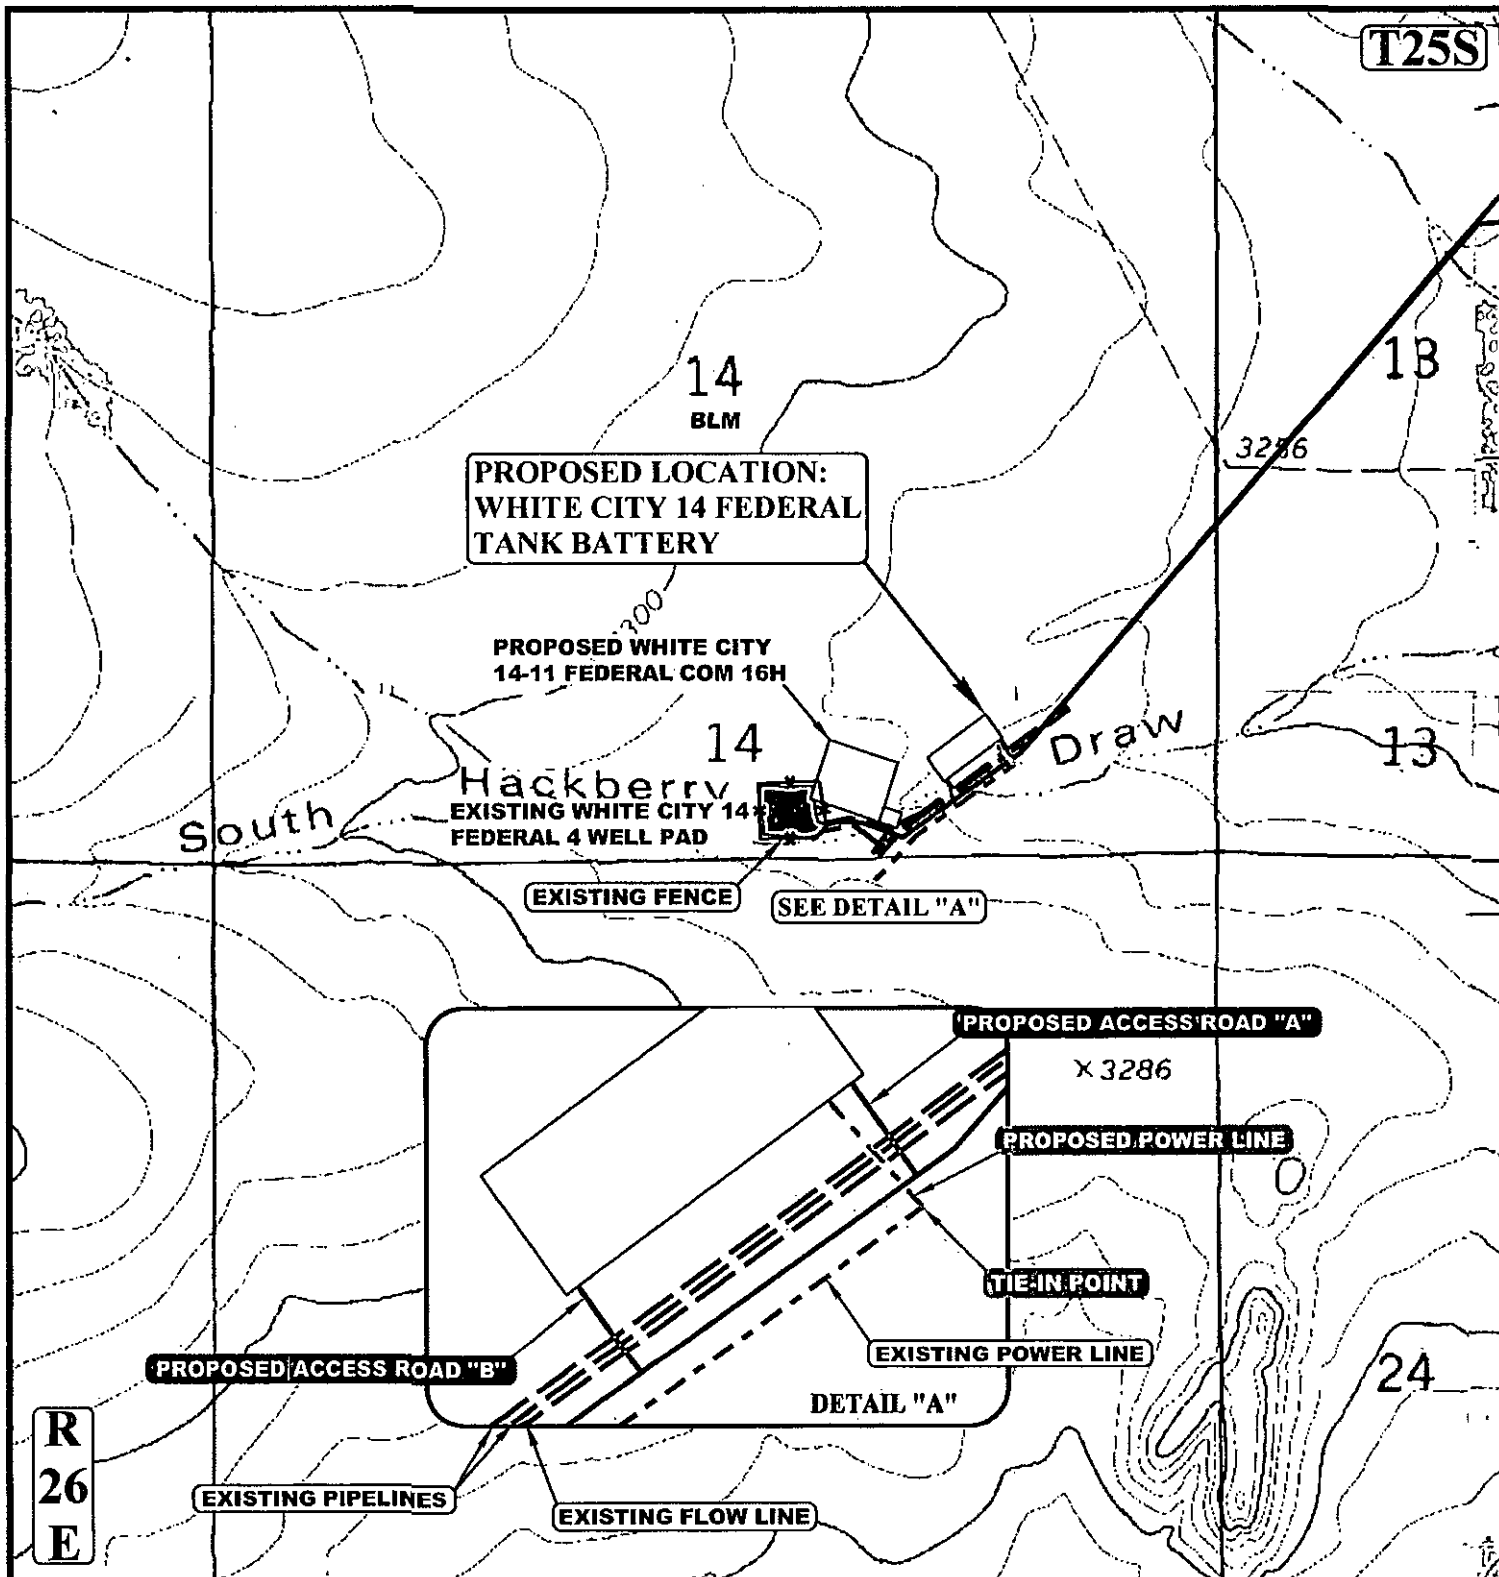 T25S
14
BLM
13
3256
PROPOSED LOCATION:
WHITE CITY 14 FEDERAL
TANK BATTERY
300
PROPOSED WHITE CITY
14-11 FEDERAL COM 16H
14
Draw
13
Hackberry
South
EXISTING WHITE CITY 14
FEDERAL 4 WELL PAD
EXISTING FENCE
SEE DETAIL "A"
PROPOSED ACCESS ROAD "A"
×3286
PROPOSED POWER LINE
TIE-IN POINT
EXISTING POWER LINE
PROPOSED ACCESS ROAD "B"
DETAIL "A"
24
R
26
E
EXISTING PIPELINES
EXISTING FLOW LINE